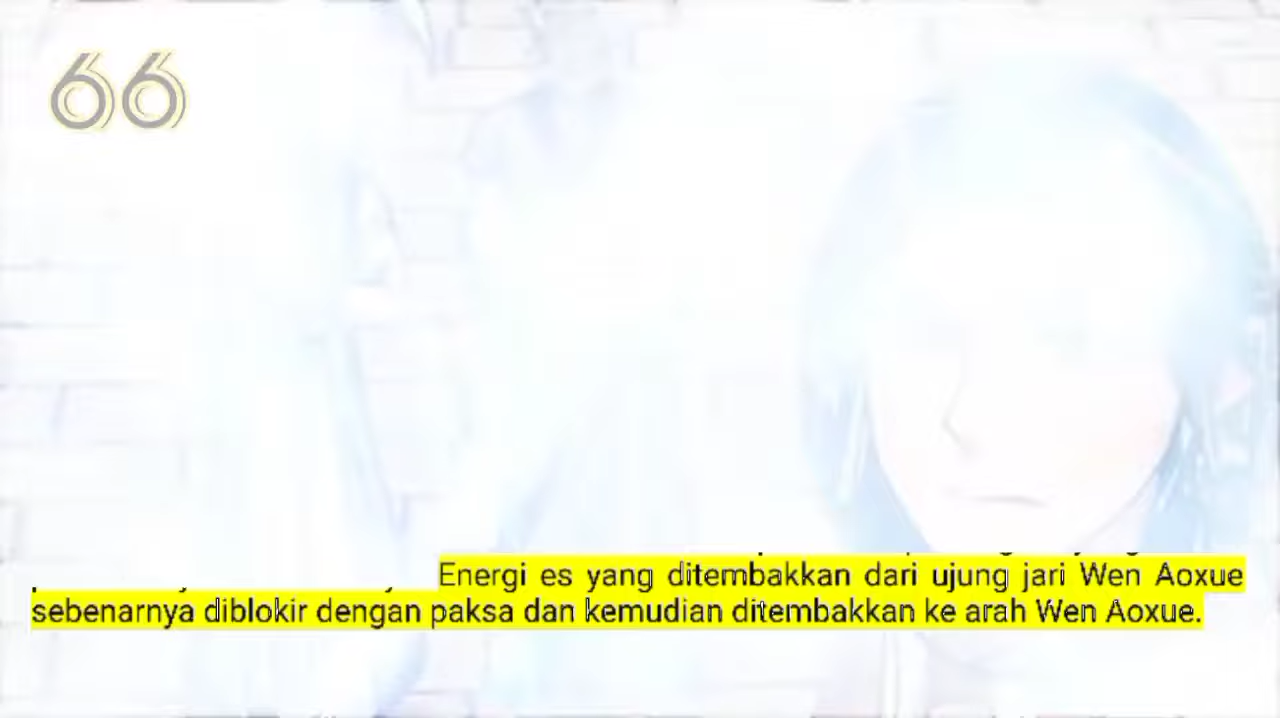 66
Energi es yang ditembakkan dari ujung jari Wen Aoxue
sebenarnya diblokir dengan paksa dan kemudian ditembakkan ke arah Wen Aoxue.